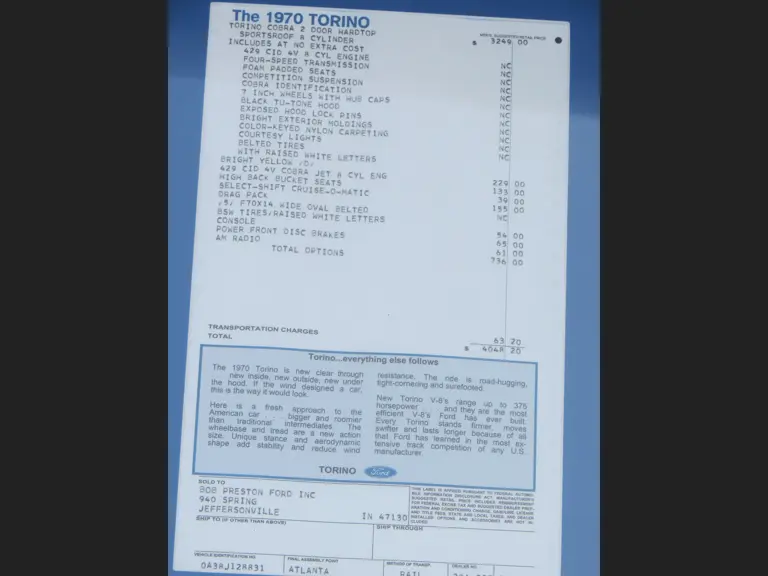 The 1970 TORINO
TORINO COBRA 2 DOOR HARDTOP
SPORTSROOF 8 CYLINDER $ 3249 00
INCLUDES AT NO EXTRA COST
429 CID 4V 8 CYL ENGINE NC
FOUR-SPEED TRANSMISSION NC
FOAM PADDED SEATS NC
COMPETITION SUSPENSION NC
COBRA IDENTIFICATION NC
7 INCH WHEELS WITH HUB CAPS NC
BLACK TU-TONE HOOD NC
EXPOSED HOOD LOCK PINS NC
BRIGHT EXTERIOR MOLDINGS NC
COLOR-KEYED NYLON CARPETING NC
COURTESY LIGHTS NC
BELTED TIRES
WITH RAISED WHITE LETTERS
BRIGHT YELLOW /D/
429 CID 4V COBRA JET 8 CYL ENG 229 00
HIGH BACK BUCKET SEATS 133 00
SELECT-SHIFT CRUISE-O-MATIC 39 00
DRAG PACK 155 00
F70X14 WIDE OVAL BELTED NC
BSW TIRES/RAISED WHITE LETTERS
CONSOLE 54 00
POWER FRONT DISC BRAKES 65 00
AM RADIO 61 00
TOTAL OPTIONS 736 00
TRANSPORTATION CHARGES 63 20
TOTAL $ 4048 20
Torino...everything else follows
The 1970 Torino is new clear through
new inside, new outside, new under
the hood. If the wind designed a car,
this is the way it would look.
Here is a fresh approach to the
American car bigger and roomier
than traditional intermediates. The
wheelbase and tread are a new action
size. Unique stance and aerodynamic
shape add stability and reduce wind
resistance. The ride is road-hugging,
tight-cornering and surefooted.
New Torino V-8's range up to 375
horsepower and they are the most
efficient V-8's Ford has ever built.
Every Torino stands firmer, moves
swifter and lasts longer because of all
that Ford has learned in the most ex-
tensive track competition of any U.S.
manufacturer.
TORINO Ford
SOLD TO
BOB PRESTON FORD INC
940 SPRING
JEFFERSONVILLE IN 47130
SHIP TO (IF OTHER THAN ABOVE)
SHIP THROUGH
VEHICLE IDENTIFICATION NO.
0A38J128831
FINAL ASSEMBLY POINT
ATLANTA
METHOD OF TRANSP.
RAIL
DEALER NO.